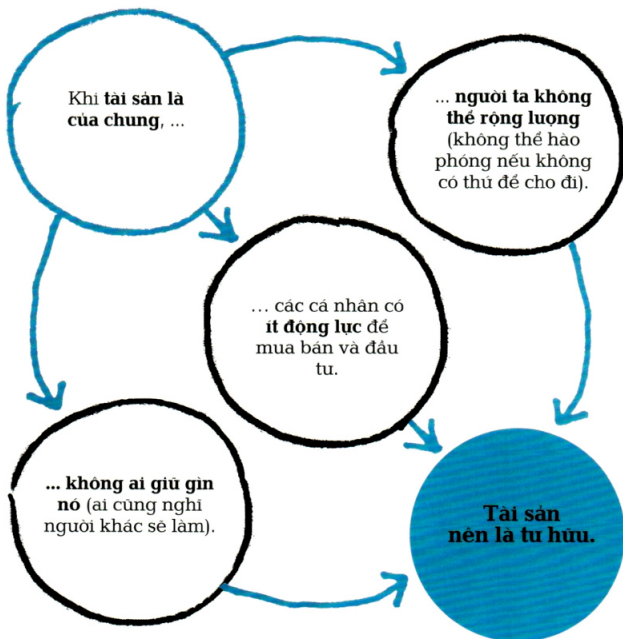 Khi tài sản là
của chung, ...
... người ta không
thể rộng lượng
(không thể hào
phóng nếu không
có thứ để cho đi).
... các cá nhân có
ít động lực để
mua bán và đầu
tư.
... không ai giữ gìn
nó (ai cũng nghĩ
người khác sẽ làm).
Tài sản
nên là tư hữu.